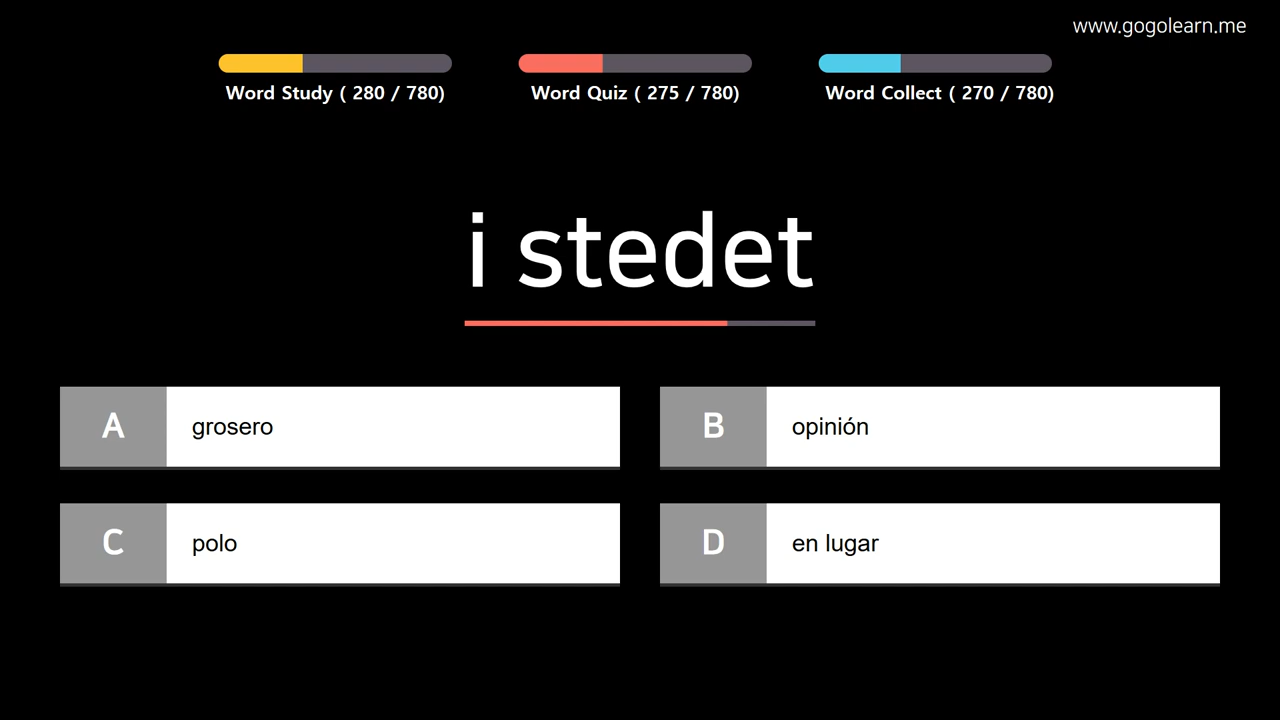 www.gogolearn.me
Word Study ( 280 / 780)
Word Quiz ( 275 / 780)
Word Collect ( 270 / 780)
i stedet
A grosero
B opinión
C polo
D en lugar